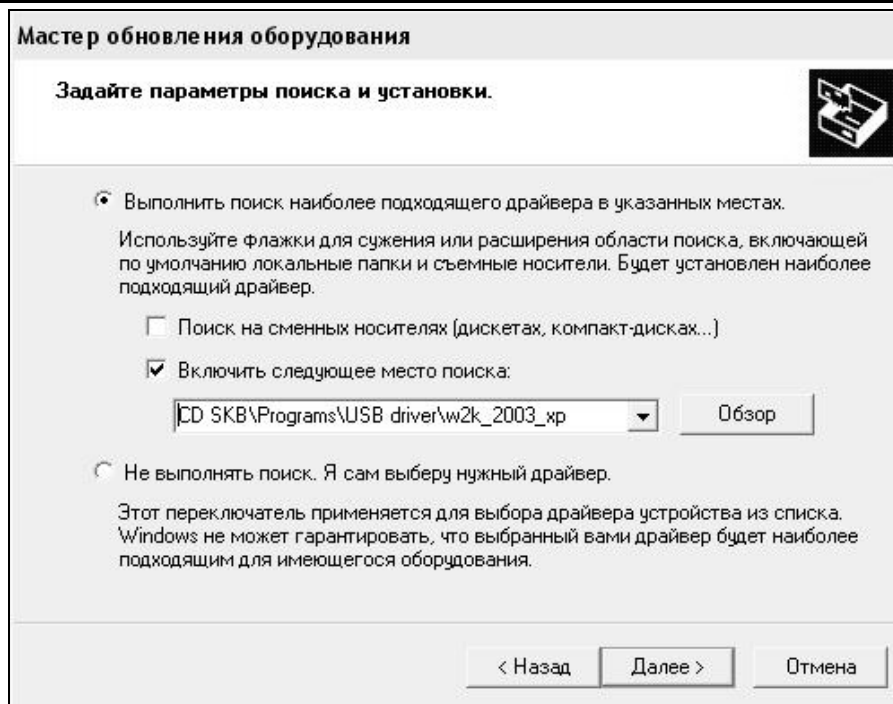 Мастер обновления оборудования
Задайте параметры поиска и установки.
Выполнить поиск наиболее подходящего драйвера в указанных местах.
Используйте флажки для сужения или расширения области поиска, включающей
по умолчанию локальные папки и съемные носители. Будет установлен наиболее
подходящий драйвер.
Поиск на сменных носителях (дискетах, компакт-дисках...)
Включить следующее место поиска:
CD SKB\Programs\USB driver\w2k_2003_xp
Обзор
Не выполнять поиск. Я сам выберу нужный драйвер.
Этот переключатель применяется для выбора драйвера устройства из списка.
Windows не может гарантировать, что выбранный вами драйвер будет наиболее
подходящим для имеющегося оборудования.
< Назад
Далее >
Отмена